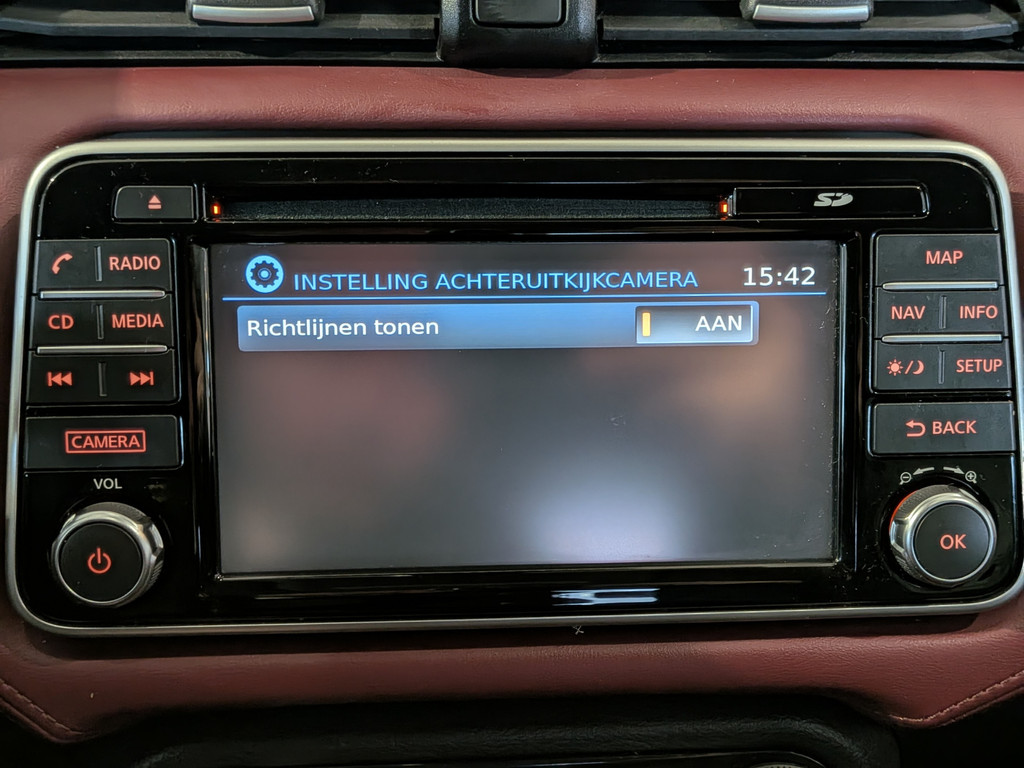 SD
RADIO
CD
MEDIA
CAMERA
VOL
INSTELLING ACHTERUITKIJKCAMERA
15:42
Richtlijnen tonen
AAN
MAP
NAV
INFO
SETUP
BACK
OK